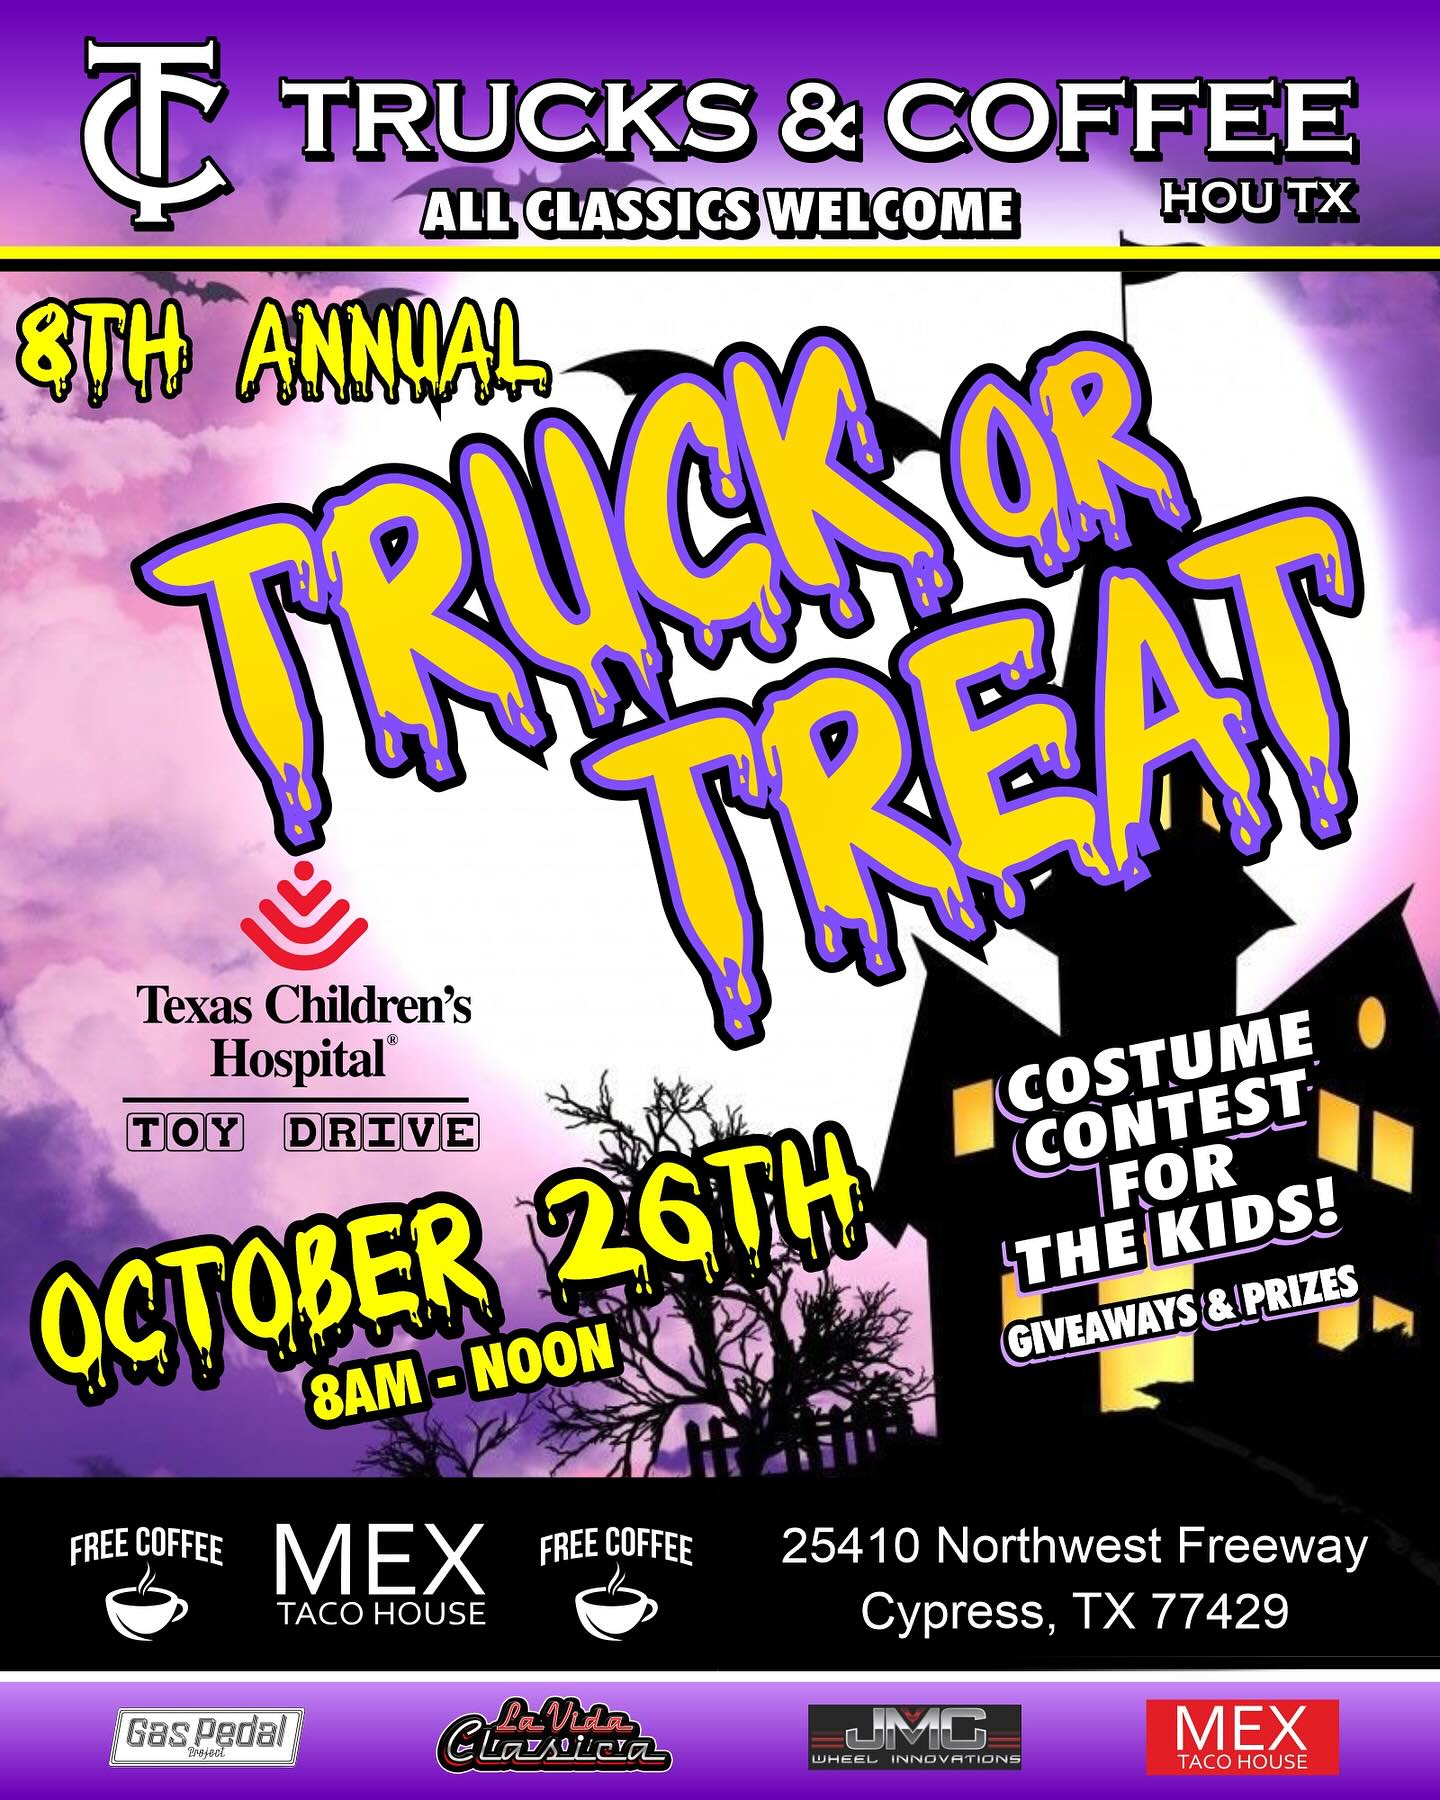 TC
TRUCKS & COFFEE
ALL CLASSICS WELCOME
HOU TX
8TH ANNUAL
TRUCK OR
TREAT
Texas Children's
Hospital®
TOY DRIVE
COSTUME
CONTEST
FOR
THE KIDS!
GIVEAWAYS & PRIZES
OCTOBER 26TH
8AM - NOON
FREE COFFEE
MEX
TACO HOUSE
FREE COFFEE
25410 Northwest Freeway
Cypress, TX 77429
Gas Pedal
Project
La Vida
Clasica
JMC
WHEEL INNOVATIONS
MEX
TACO HOUSE